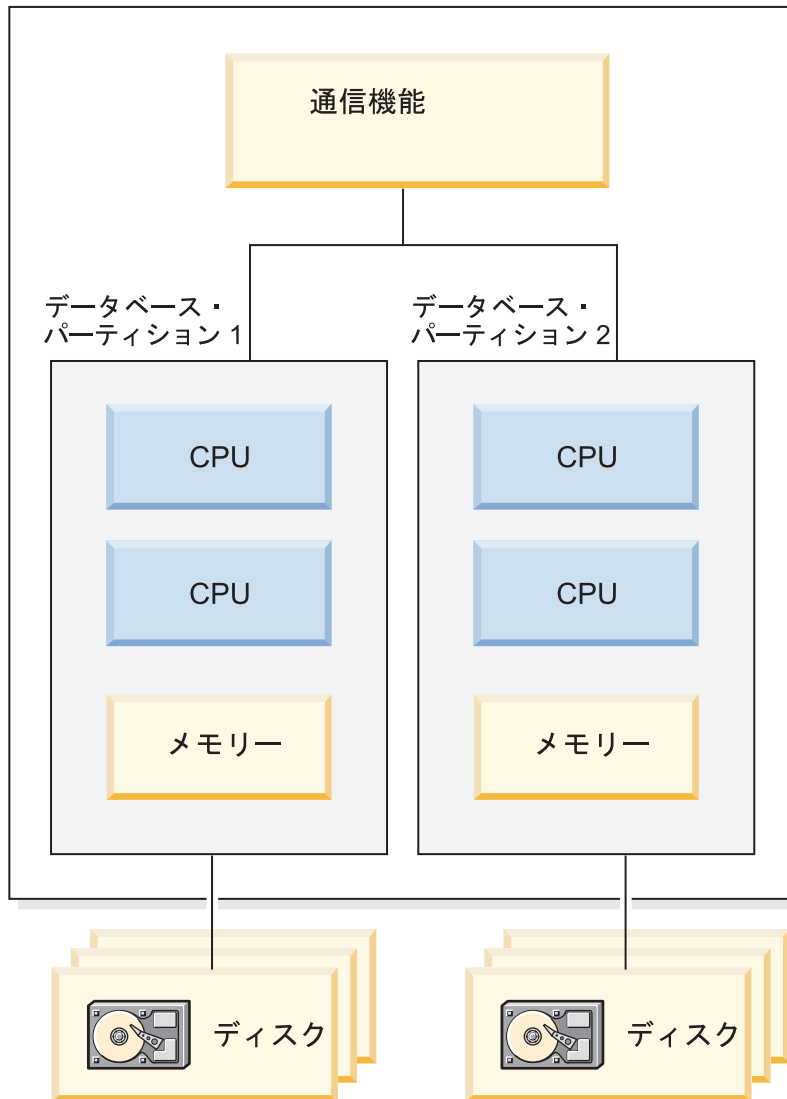 通信機能
データベース・
パーティション 1
データベース・
パーティション 2
CPU
CPU
CPU
CPU
メモリー
メモリー
ディスク
ディスク